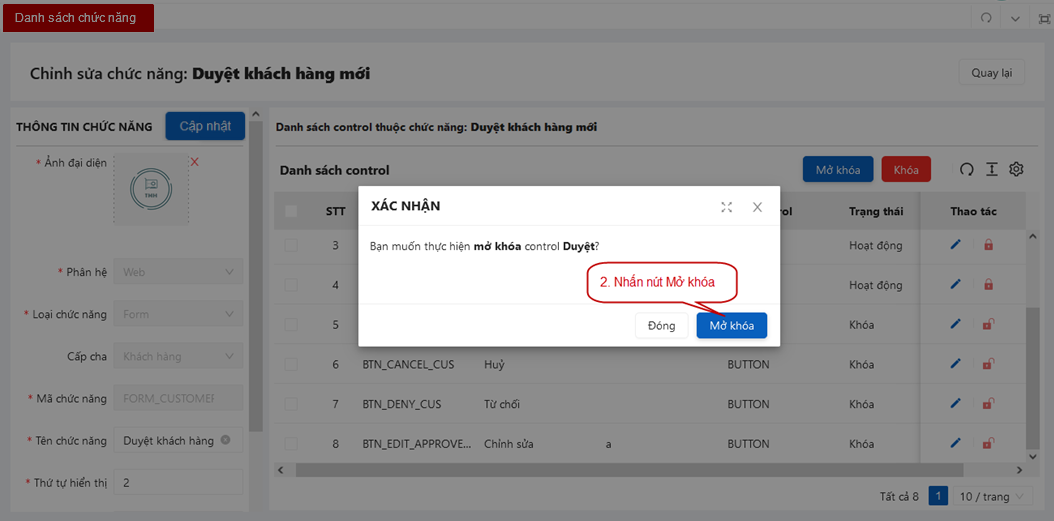 Danh sách chức năng
Chỉnh sửa chức năng: Duyệt khách hàng mới
Quay lại
THÔNG TIN CHỨC NĂNG
Cập nhật
* Ảnh đại diện
* Phân hệ
Web
* Loại chức năng
Form
Cấp cha
Khách hàng
* Mã chức năng
FORM_CUSTOMER
* Tên chức năng
Duyệt khách hàng
* Thứ tự hiển thị
2
Danh sách control thuộc chức năng: Duyệt khách hàng mới
Danh sách control
Mở khóa
Khóa
STT
Trạng thái
Thao tác
3 Hoạt động
4 Hoạt động
5 Khóa
6 BTN_CANCEL_CUS Huỷ BUTTON Khóa
7 BTN_DENY_CUS Từ chối BUTTON Khóa
8 BTN_EDIT_APPROVE... Chỉnh sửa a BUTTON Khóa
Tất cả 8
1
10 / trang
XÁC NHẬN
Bạn muốn thực hiện mở khóa control Duyệt?
2. Nhấn nút Mở khóa
Đóng
Mở khóa